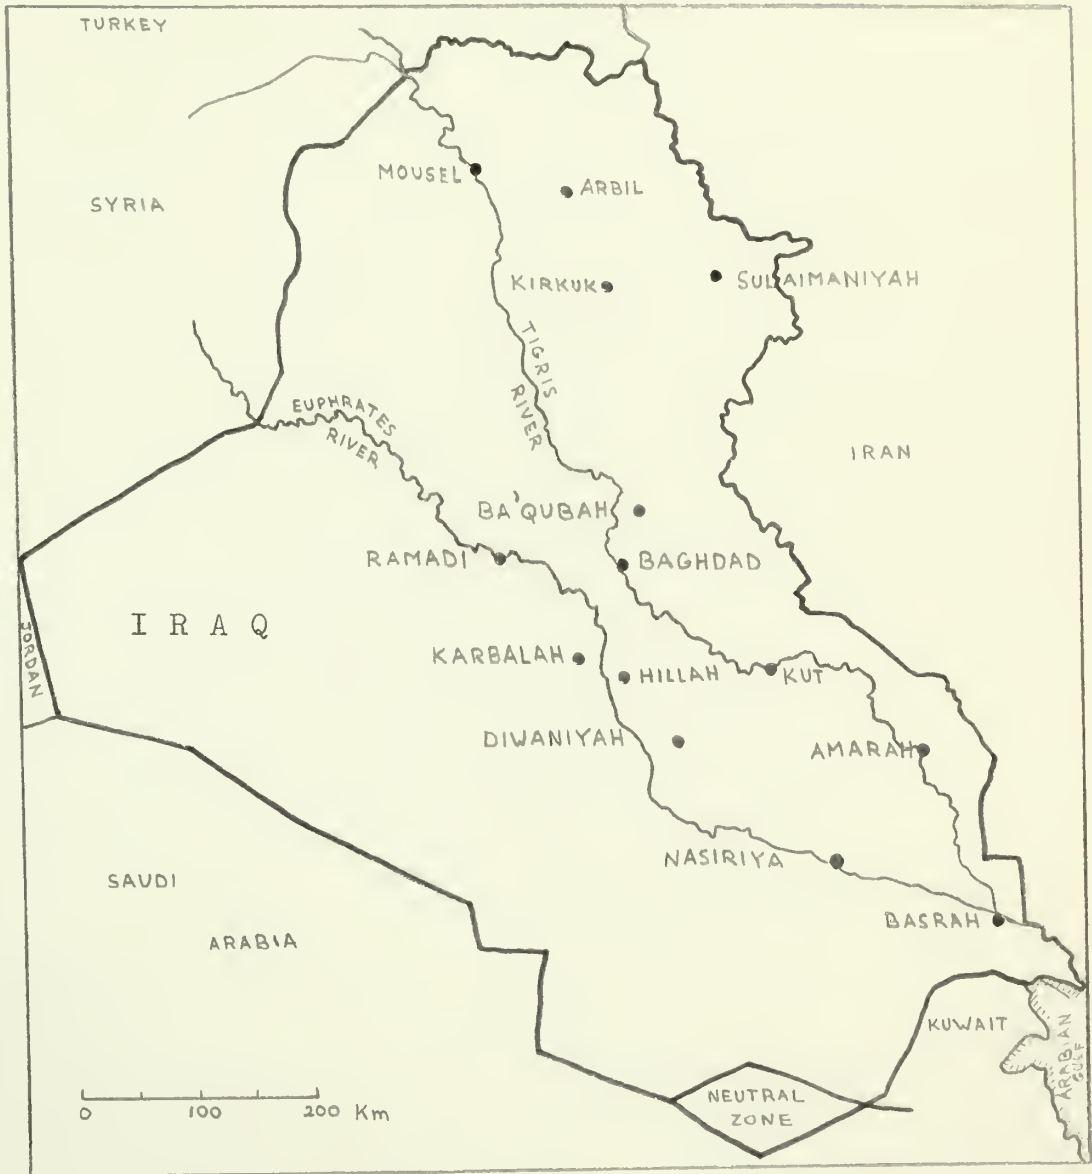 TURKEY
MOUSEL
ARBIL
SYRIA
KIRKUK
SULAIMANIYAH
TIGRIS
RIVER
EUPHRATES
RIVER
IRAN
BA'QUBAH
RAMADI
BAGHDAD
IRAQ
JORDAN
KARBALAH
HILLAH
KUT
DIWANIYAH
AMARAH
NASIRIYA
SAUDI
ARABIA
BASRAH
KUWAIT
ARABIAN
GULF
NEUTRAL
ZONE
0 100 200 Km